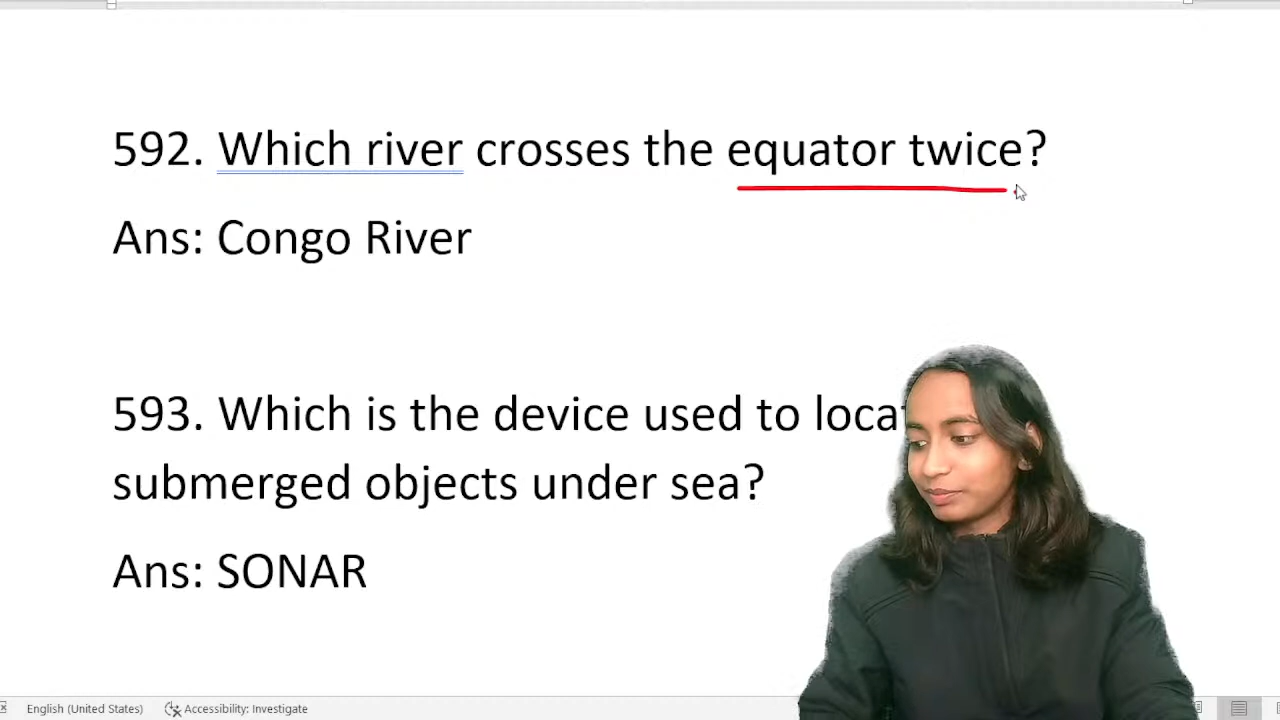 592. Which river crosses the equator twice?
Ans: Congo River
593. Which is the device used to
submerged objects under sea?
Ans: SONAR
English (United States) Accessibility: Investigate